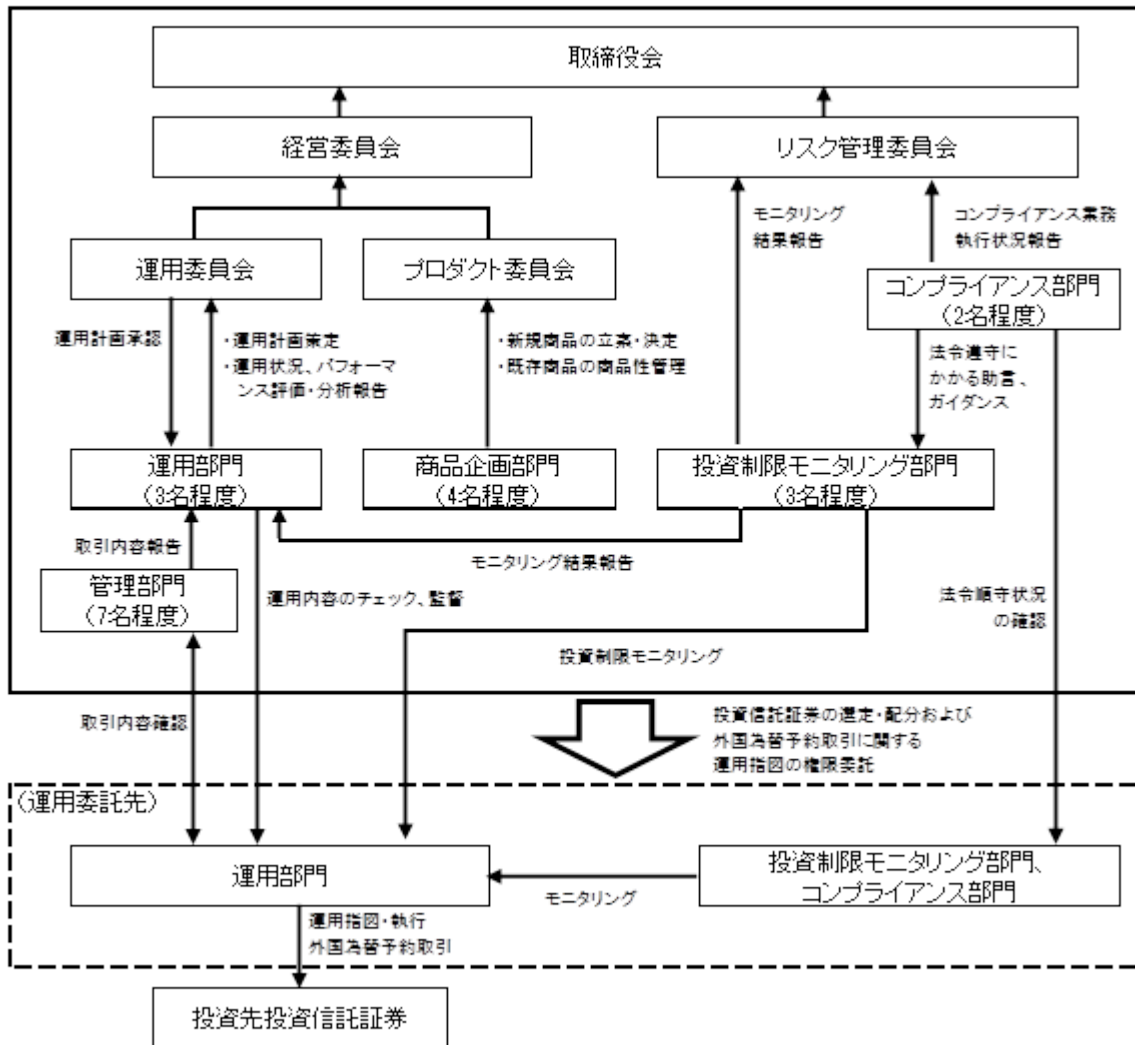 取締役会
経営委員会
リスク管理委員会
モニタリング
結果報告
コンプライアンス業務
執行状況報告
運用委員会
プロダクト委員会
コンプライアンス部門
(2名程度)
運用計画承認
・運用計画策定
・運用状況、パフォーマ
ンス評価・分析報告
・新規商品の立案・決定
・既存商品の商品性管理
法令遵守に
かかる助言、
ガイダンス
運用部門
(3名程度)
商品企画部門
(4名程度)
投資制限モニタリング部門
(3名程度)
取引内容報告
モニタリング結果報告
管理部門
(7名程度)
運用内容のチェック、監督
法令順守状況
の確認
投資制限モニタリング
取引内容確認
投資信託証券の選定・配分および
外国為替予約取引に関する
運用指図の権限委託
(運用委託先)
運用部門
モニタリング
投資制限モニタリング部門、
コンプライアンス部門
運用指図・執行
外国為替予約取引
投資先投資信託証券